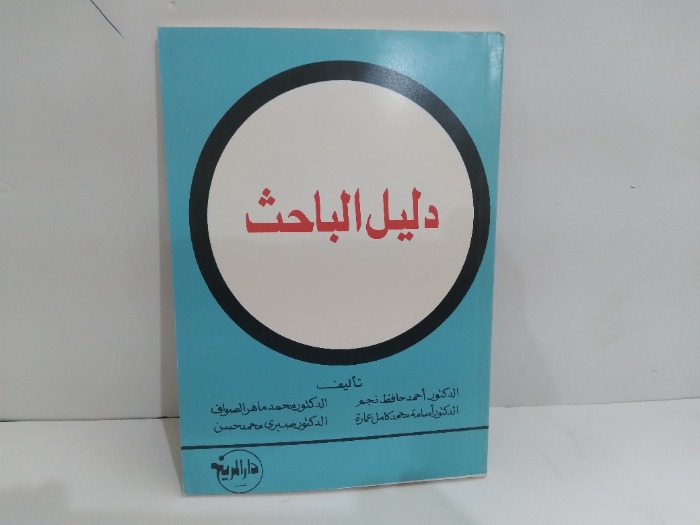 دليل الباحث
تأليف
الدكتور أحمد حافظ نجم الدكتور محمد ماهر الصواف
الدكتور أسامة محمد كامل عمارة الدكتور صبري محمد حسن
دار المريخ